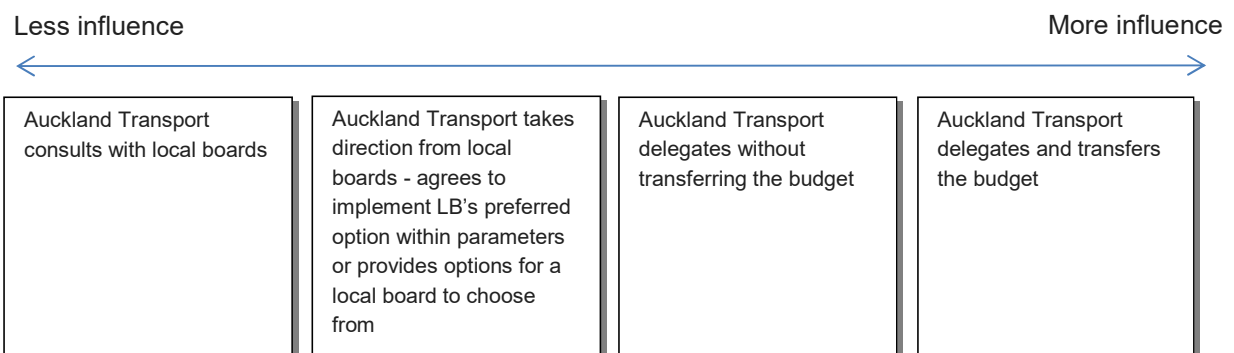 Less influence
More influence
Auckland Transport
consults with local boards
Auckland Transport takes
direction from local
boards - agrees to
implement LB’s preferred
option within parameters
or provides options for a
local board to choose
from
Auckland Transport
delegates without
transferring the budget
Auckland Transport
delegates and transfers
the budget